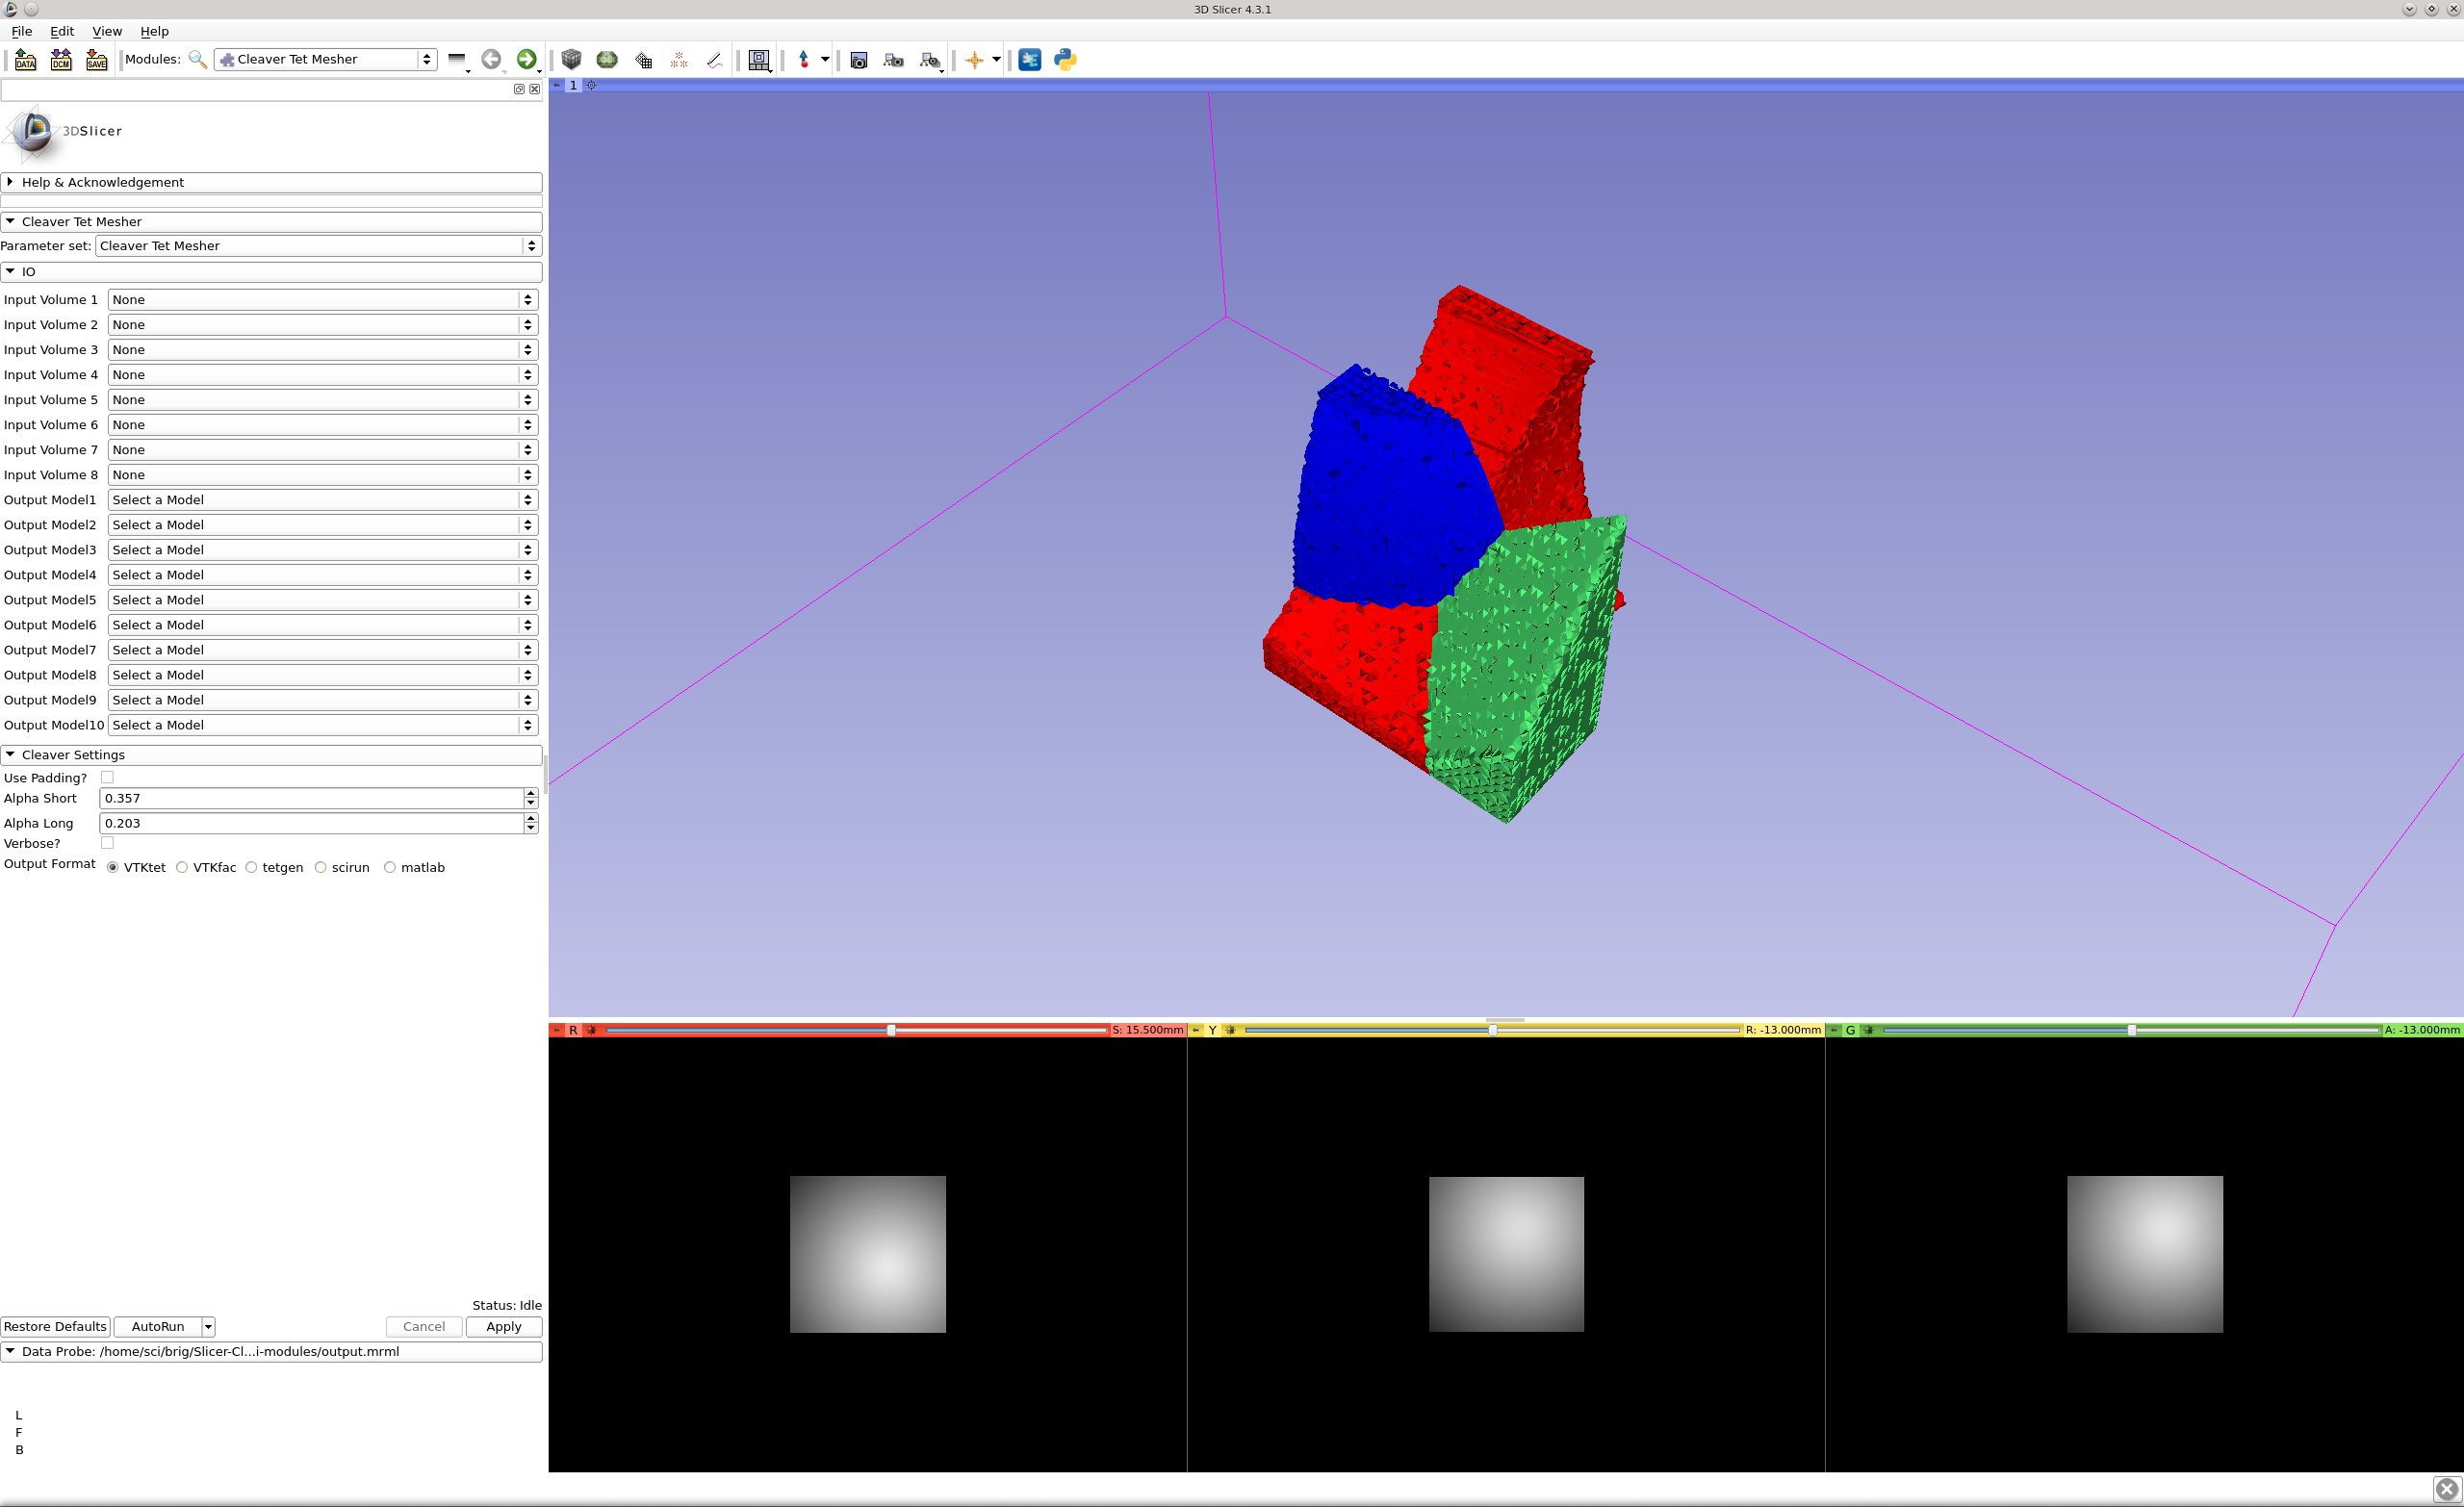 3D Slicer 4.3.1
File Edit View Help
DATA DCM SAVE Modules: Cleaver Tet Mesher
1
3DSlicer
Help & Acknowledgement
Cleaver Tet Mesher
Parameter set: Cleaver Tet Mesher
IO
Input Volume 1 None
Input Volume 2 None
Input Volume 3 None
Input Volume 4 None
Input Volume 5 None
Input Volume 6 None
Input Volume 7 None
Input Volume 8 None
Output Model1 Select a Model
Output Model2 Select a Model
Output Model3 Select a Model
Output Model4 Select a Model
Output Model5 Select a Model
Output Model6 Select a Model
Output Model7 Select a Model
Output Model8 Select a Model
Output Model9 Select a Model
Output Model10 Select a Model
Cleaver Settings
Use Padding?
Alpha Short 0.357
Alpha Long 0.203
Verbose?
Output Format VTKtet VTKfac tetgen scirun matlab
R S: 15.500mm Y R: -13.000mm G A: -13.000mm
Status: Idle
Restore Defaults AutoRun Cancel Apply
Data Probe: /home/sci/brig/Slicer-Cl...i-modules/output.mrml
L
F
B